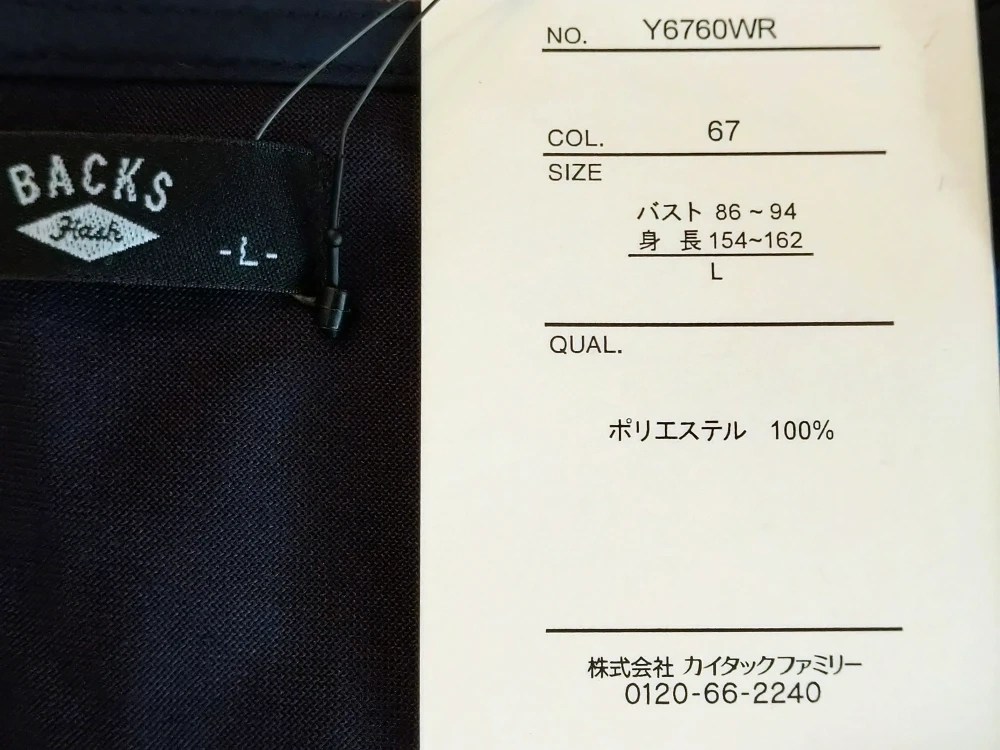 BACKS
Hash
-L-
NO. Y6760WR
COL. 67
SIZE
バスト 86~94
身 長 154~162
L
QUAL.
ポリエステル 100%
株式会社 カイタックファミリー
0120-66-2240